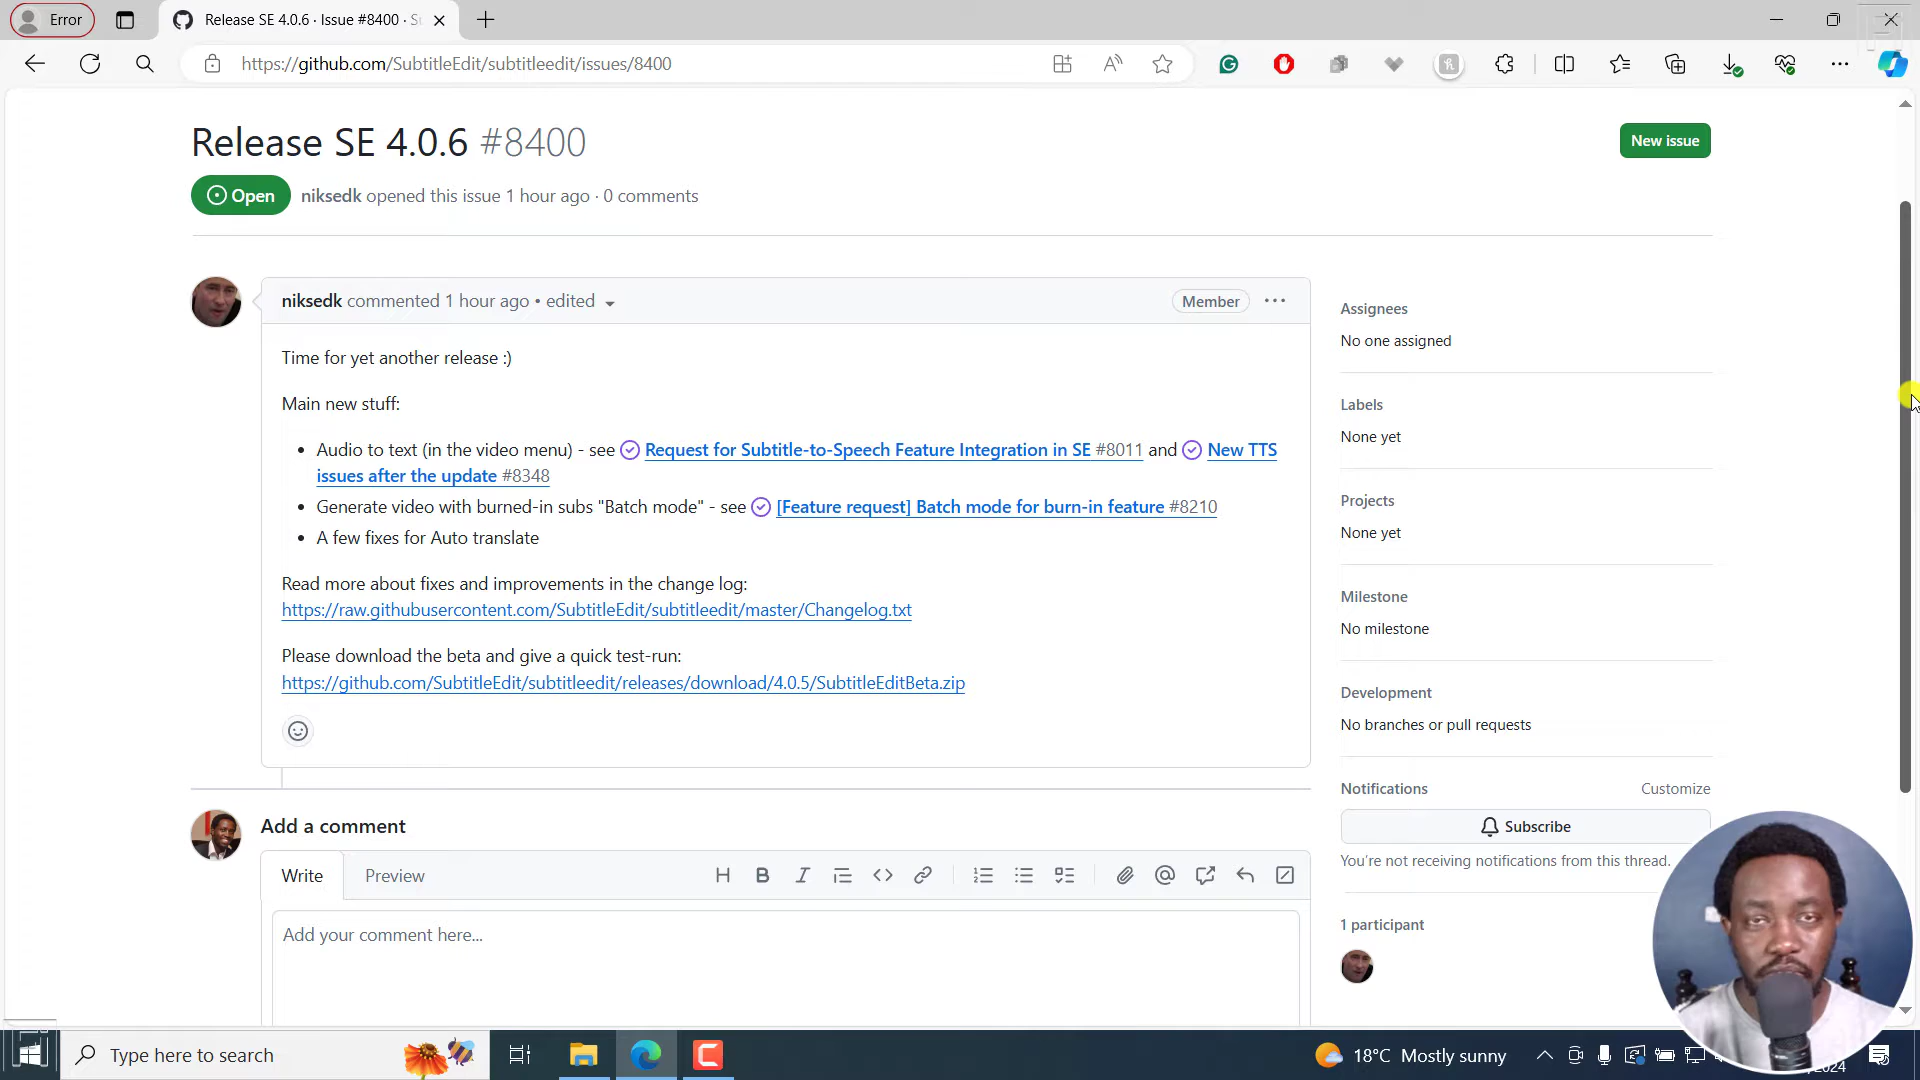 Error
Release SE 4.0.6 · Issue #8400 · S
https://github.com/SubtitleEdit/subtitleedit/issues/8400
Release SE 4.0.6 #8400
New issue
Open
niksedk opened this issue 1 hour ago · 0 comments
niksedk commented 1 hour ago • edited
Member
Time for yet another release :)
Main new stuff:
• Audio to text (in the video menu) - see Request for Subtitle-to-Speech Feature Integration in SE #8011 and New TTS
issues after the update #8348
• Generate video with burned-in subs "Batch mode" - see [Feature request] Batch mode for burn-in feature #8210
• A few fixes for Auto translate
Read more about fixes and improvements in the change log:
https://raw.githubusercontent.com/SubtitleEdit/subtitleedit/master/Changelog.txt
Please download the beta and give a quick test-run:
https://github.com/SubtitleEdit/subtitleedit/releases/download/4.0.5/SubtitleEditBeta.zip
Assignees
No one assigned
Labels
None yet
Projects
None yet
Milestone
No milestone
Development
No branches or pull requests
Notifications
Customize
Subscribe
You're not receiving notifications from this thread.
1 participant
Add a comment
Write
Preview
Add your comment here...
Type here to search
18°C Mostly sunny
2024